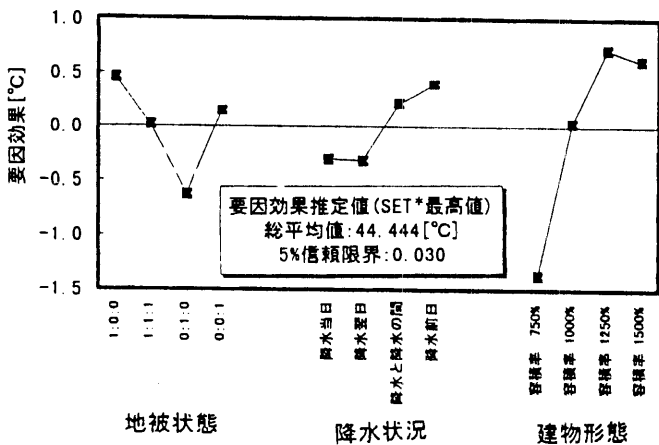 要因効果[℃]
1.0
0.5
0.0
-0.5
-1.0
-1.5
要因効果推定値(SET*最高値)
総平均値:44.444[℃]
5%信頼限界:0.030
1:0:0
1:1:1
0:1:0
0:0:1
降水当日
降水翌日
降水と降水の間
降水前日
容積率 750%
容積率 1000%
容積率 1250%
容積率 1500%
地被状態
降水状況
建物形態